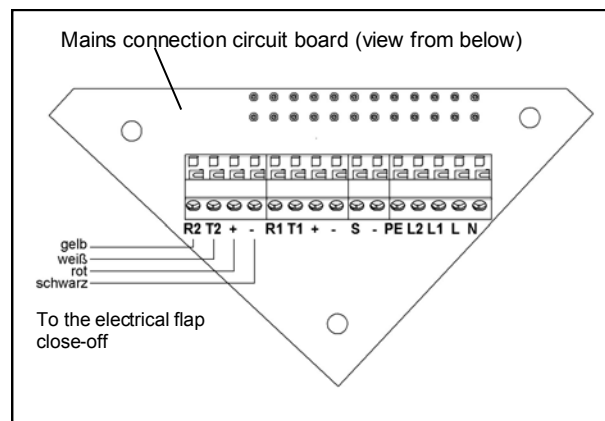 Mains connection circuit board (view from below)
R2 T2 + - R1 T1 + - S - PE L2 L1 L N
gelb
weiß
rot
schwarz
To the electrical flap
close-off